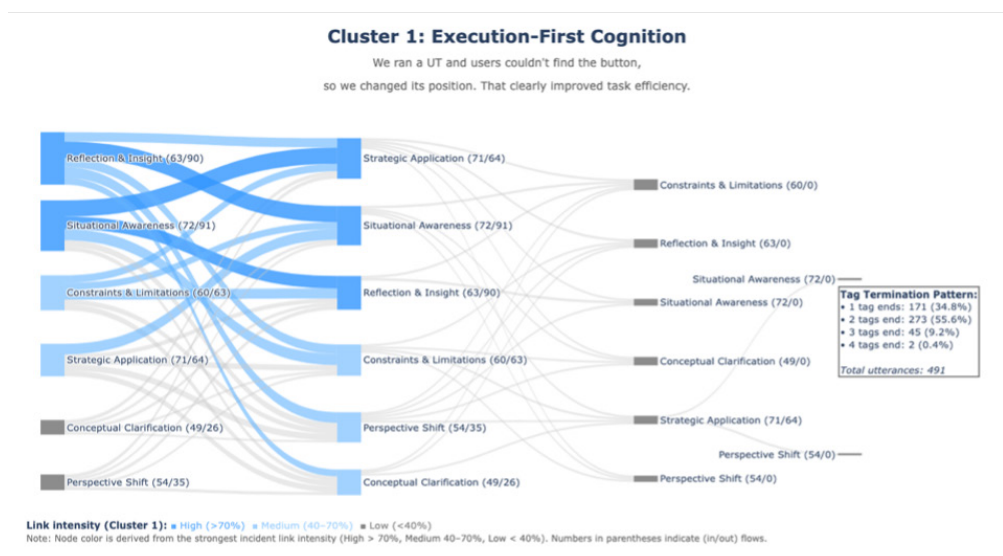 Cluster 1: Execution-First Cognition
We ran a UT and users couldn't find the button,
so we changed its position. That clearly improved task efficiency.
Reflection & Insight (63/90)
Situational Awareness (72/91)
Constraints & Limitations (60/63)
Strategic Application (71/64)
Conceptual Clarification (49/26)
Perspective Shift (54/35)
Strategic Application (71/64)
Situational Awareness (72/91)
Reflection & Insight (63/90)
Constraints & Limitations (60/63)
Perspective Shift (54/35)
Conceptual Clarification (49/26)
Constraints & Limitations (60/0)
Reflection & Insight (63/0)
Situational Awareness (72/0)
Conceptual Clarification (49/0)
Strategic Application (71/64)
Perspective Shift (54/0)
Situational Awareness (72/0)
Perspective Shift (54/0)
Tag Termination Pattern:
• 1 tag ends: 171 (34.8%)
• 2 tags end: 273 (55.6%)
• 3 tags end: 45 (9.2%)
• 4 tags end: 2 (0.4%)
Total utterances: 491
Link intensity (Cluster 1): ▪ High (>70%) ▪ Medium (40–70%) ▪ Low (<40%)
Note: Node color is derived from the strongest incident link intensity (High > 70%, Medium 40–70%, Low < 40%). Numbers in parentheses indicate (in/out) flows.